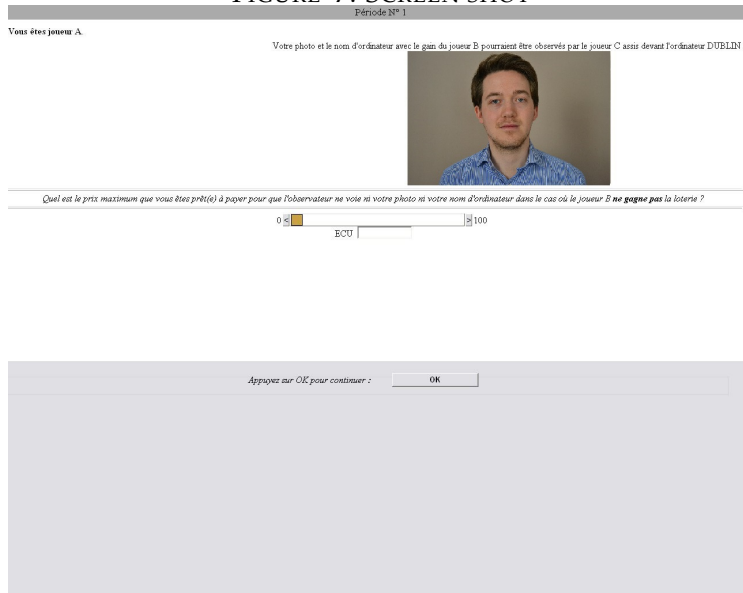 FIGURE 7: SCREEN SHOT
Période N° 1
Vous êtes joueur A.
Votre photo et le nom d'ordinateur avec le gain du joueur B pourraient être observés par le joueur C assis devant l'ordinateur DUBLIN
Quel est le prix maximum que vous êtes prêt(e) à payer pour que l'observateur ne voie ni votre photo ni votre nom d'ordinateur dans le cas où le joueur B ne gagne pas la loterie ?
0 < > 100
ECU
Appuyez sur OK pour continuer : OK